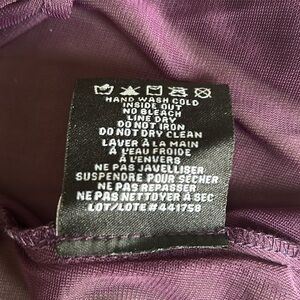 HAND WASH COLD
INSIDE OUT
NO BLEACH
LINE DRY
DO NOT IRON
DO NOT DRY CLEAN
LAVER À LA MAIN
À L'EAU FROIDE
À L'ENVERS
NE PAS JAVELLISER
SUSPENDRE POUR SÉCHER
NE PAS REPASSER
NE PAS NETTOYER À SEC
LOT/LOTE #441758